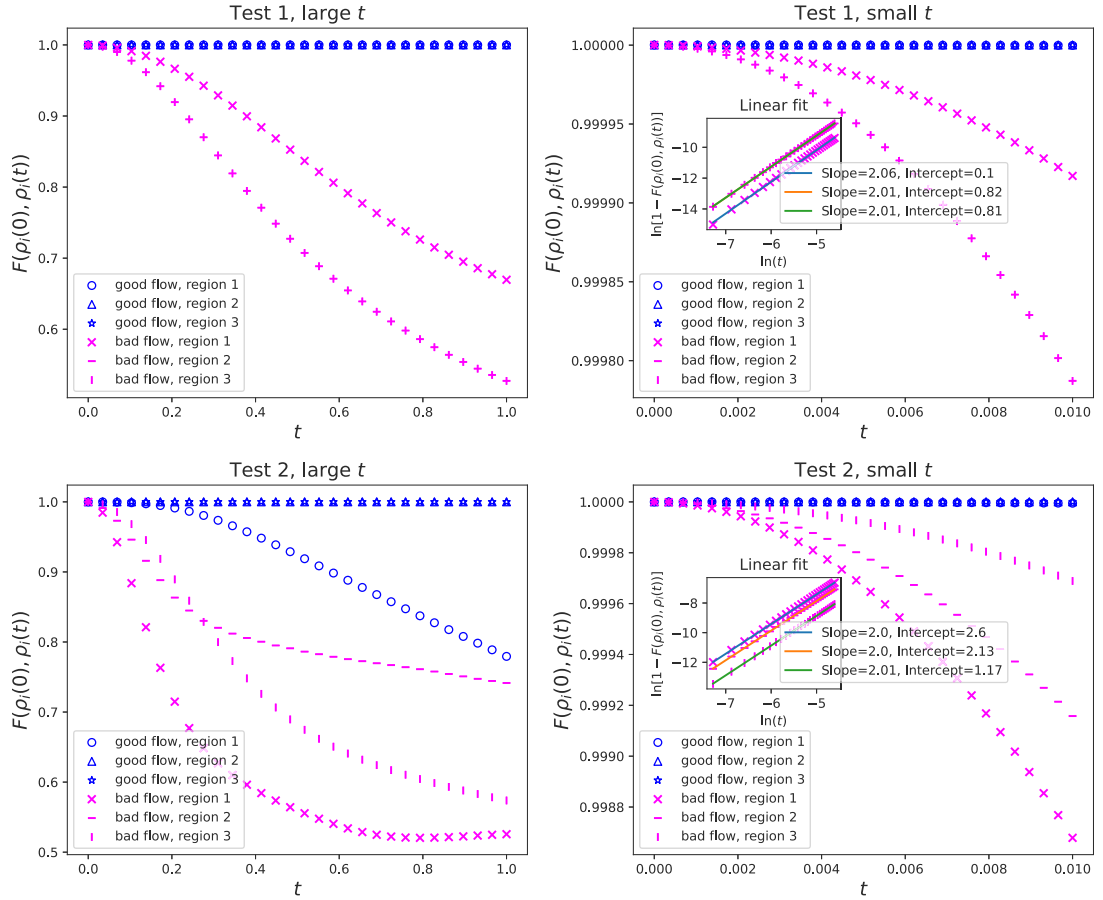 Test 1, large t
F(ρᵢ(0), ρᵢ(t))
1.0
0.9
0.8
0.7
0.6
good flow, region 1
good flow, region 2
good flow, region 3
bad flow, region 1
bad flow, region 2
bad flow, region 3
0.0 0.2 0.4 0.6 0.8 1.0
t
Test 1, small t
F(ρᵢ(0), ρᵢ(t))
1.00000
0.99995
0.99990
0.99985
0.99980
Linear fit
ln[1 − F(ρᵢ(0), ρᵢ(t))]
−10
−12
−14
Slope=2.06, Intercept=0.1
Slope=2.01, Intercept=0.82
Slope=2.01, Intercept=0.81
−7 −6 −5
ln(t)
good flow, region 1
good flow, region 2
good flow, region 3
bad flow, region 1
bad flow, region 2
bad flow, region 3
0.000 0.002 0.004 0.006 0.008 0.010
t
Test 2, large t
F(ρᵢ(0), ρᵢ(t))
1.0
0.9
0.8
0.7
0.6
0.5
good flow, region 1
good flow, region 2
good flow, region 3
bad flow, region 1
bad flow, region 2
bad flow, region 3
0.0 0.2 0.4 0.6 0.8 1.0
t
Test 2, small t
F(ρᵢ(0), ρᵢ(t))
1.0000
0.9998
0.9996
0.9994
0.9992
0.9990
0.9988
Linear fit
ln[1 − F(ρᵢ(0), ρᵢ(t))]
−8
−10
−12
Slope=2.0, Intercept=2.6
Slope=2.0, Intercept=2.13
Slope=2.01, Intercept=1.17
−7 −6 −5
ln(t)
good flow, region 1
good flow, region 2
good flow, region 3
bad flow, region 1
bad flow, region 2
bad flow, region 3
0.000 0.002 0.004 0.006 0.008 0.010
t